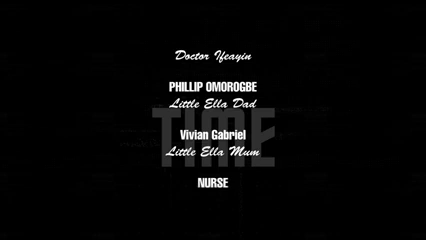 Doctor Ifeayin
PHILLIP OMOROGBE
Little Ella Dad
TIME
Vivian Gabriel
Little Ella Mum
NURSE